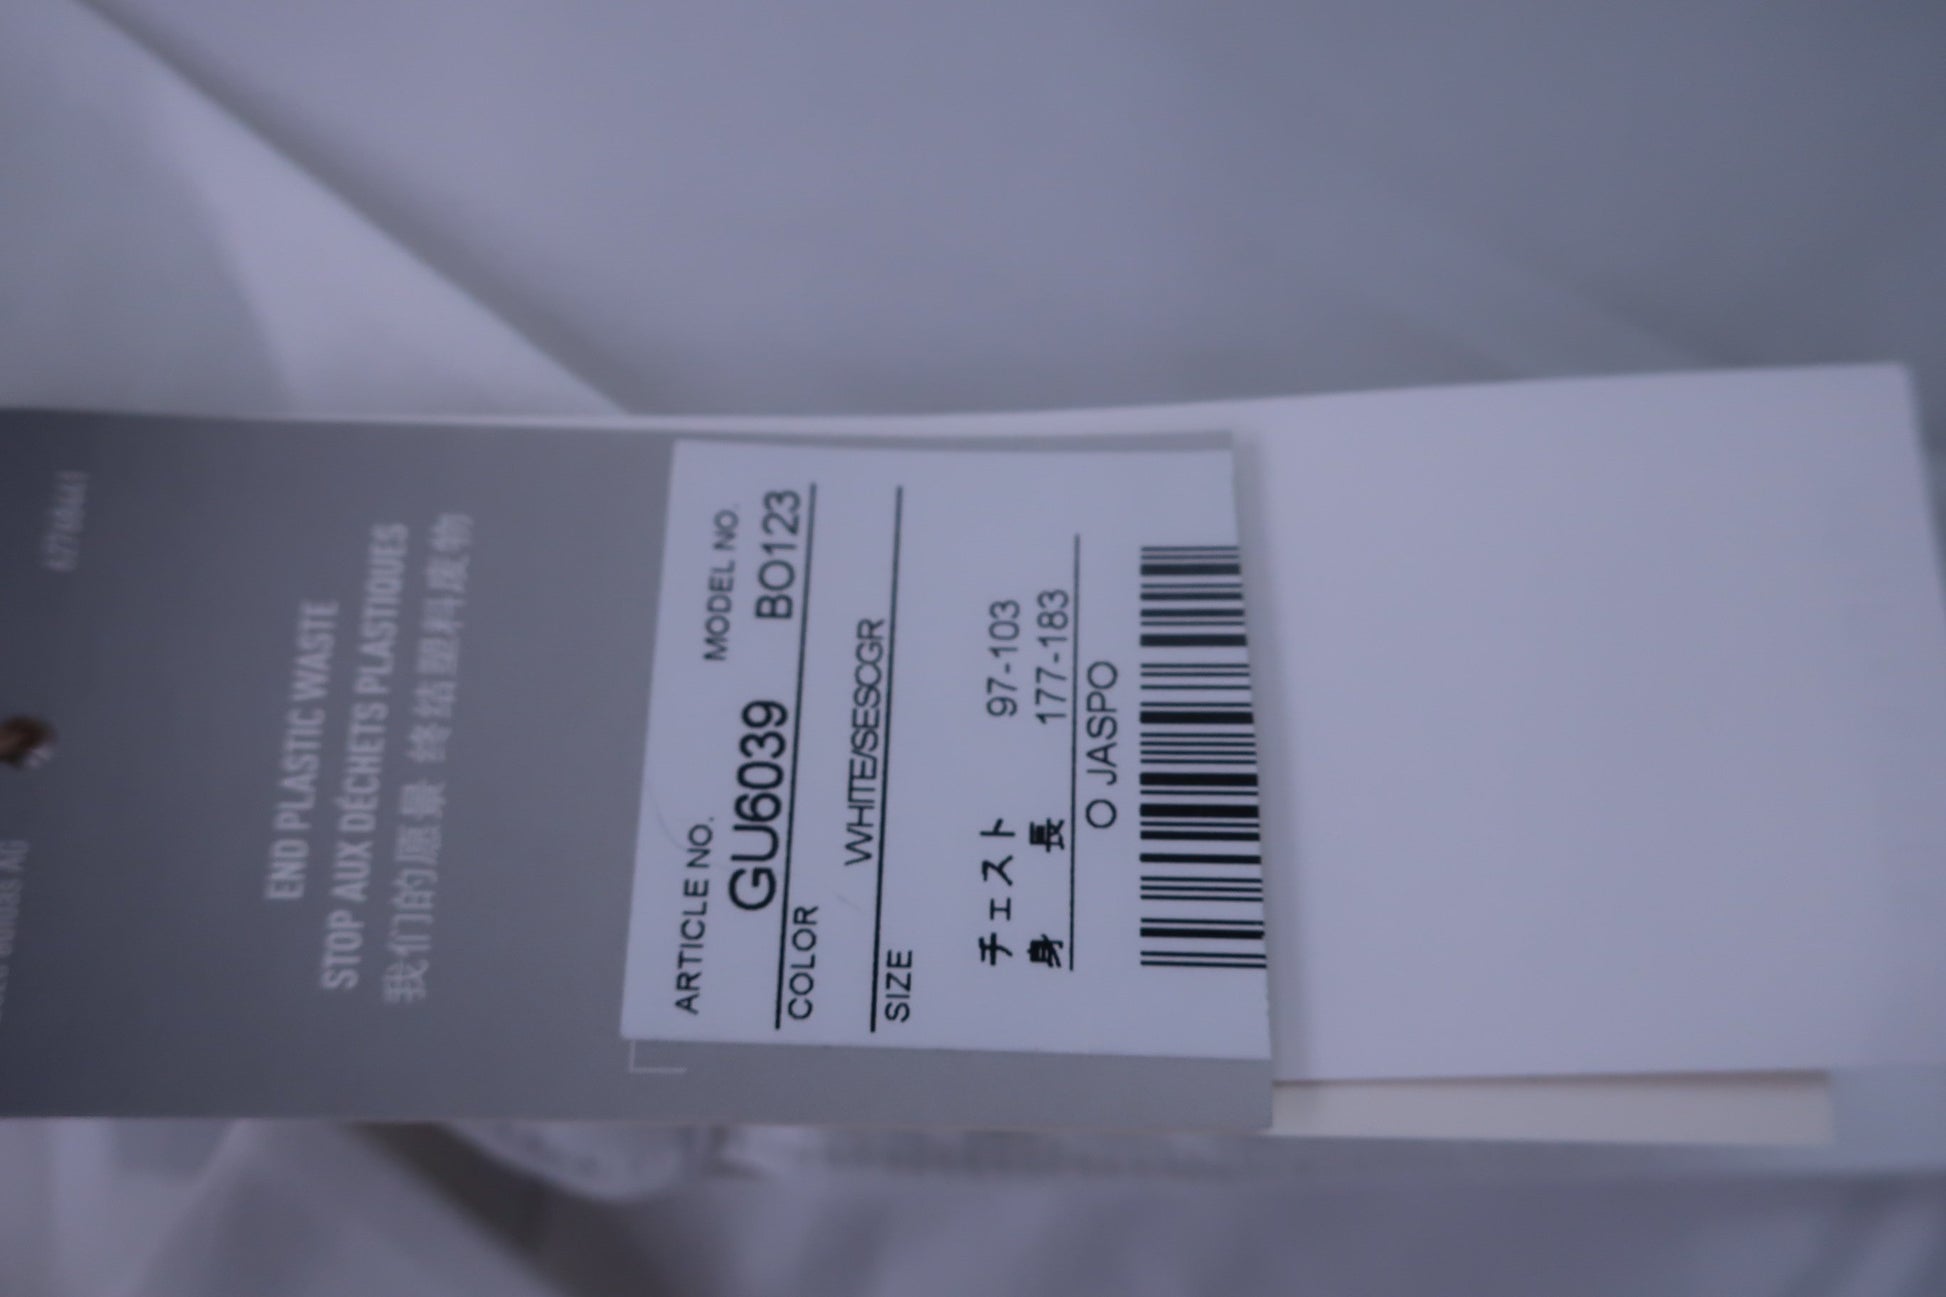 62740441
END PLASTIC WASTE
STOP AUX DÉCHETS PLASTIQUES
我们的愿景 终结塑料废物
ARTICLE NO. MODEL NO.
GU6039 BO123
COLOR
WHITE/SESOGR
SIZE
チェスト 97-103
身 長 177-183
O JASPO